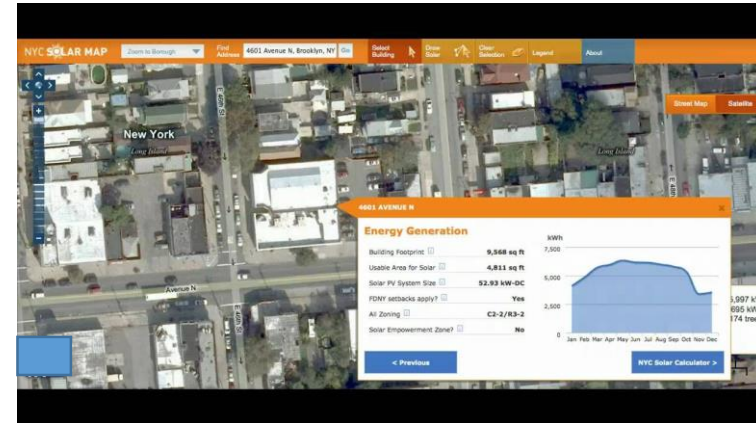 NYC SOLAR MAP
Zoom to Borough
Find Address
4601 Avenue N, Brooklyn, NY
Go
Select Building
Draw Solar
Clear Selection
Legend
About
Street Map
Satellite
E 46th St
New York
Long Island
Long Island
E 48th
4601 AVENUE N
Energy Generation
Building Footprint 9,568 sq ft
Usable Area for Solar 4,811 sq ft
Solar PV System Size 52.93 kW-DC
FDNY setbacks apply? Yes
All Zoning C2-2/R3-2
Solar Empowerment Zone? No
kWh
7,500
5,000
2,500
0
Jan Feb Mar Apr May Jun Jul Aug Sep Oct Nov Dec
Avenue N
E 46th St
< Previous
NYC Solar Calculator >